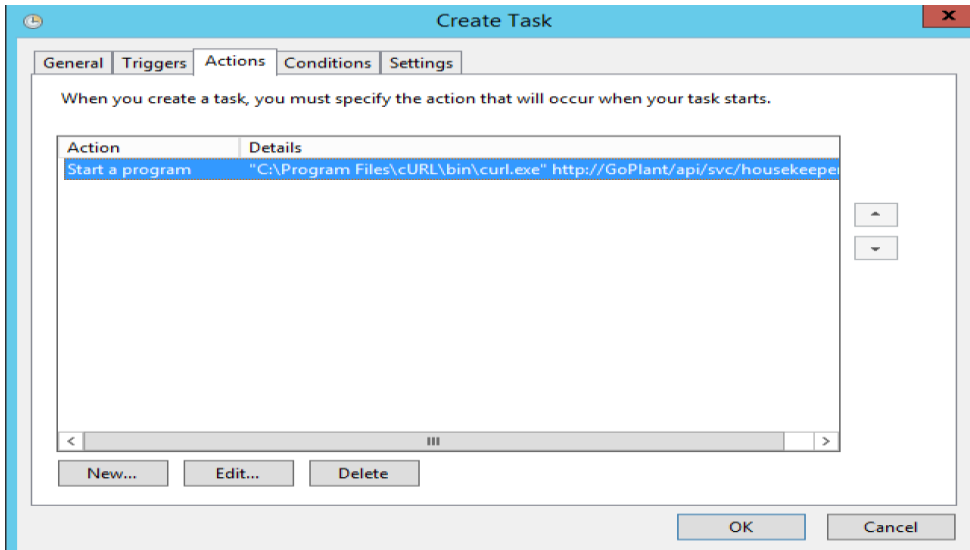 Create Task
General Triggers Actions Conditions Settings
When you create a task, you must specify the action that will occur when your task starts.
Action Details
Start a program "C:\Program Files\cURL\bin\curl.exe" http://GoPlant/api/svc/housekeeper
New... Edit... Delete
OK Cancel